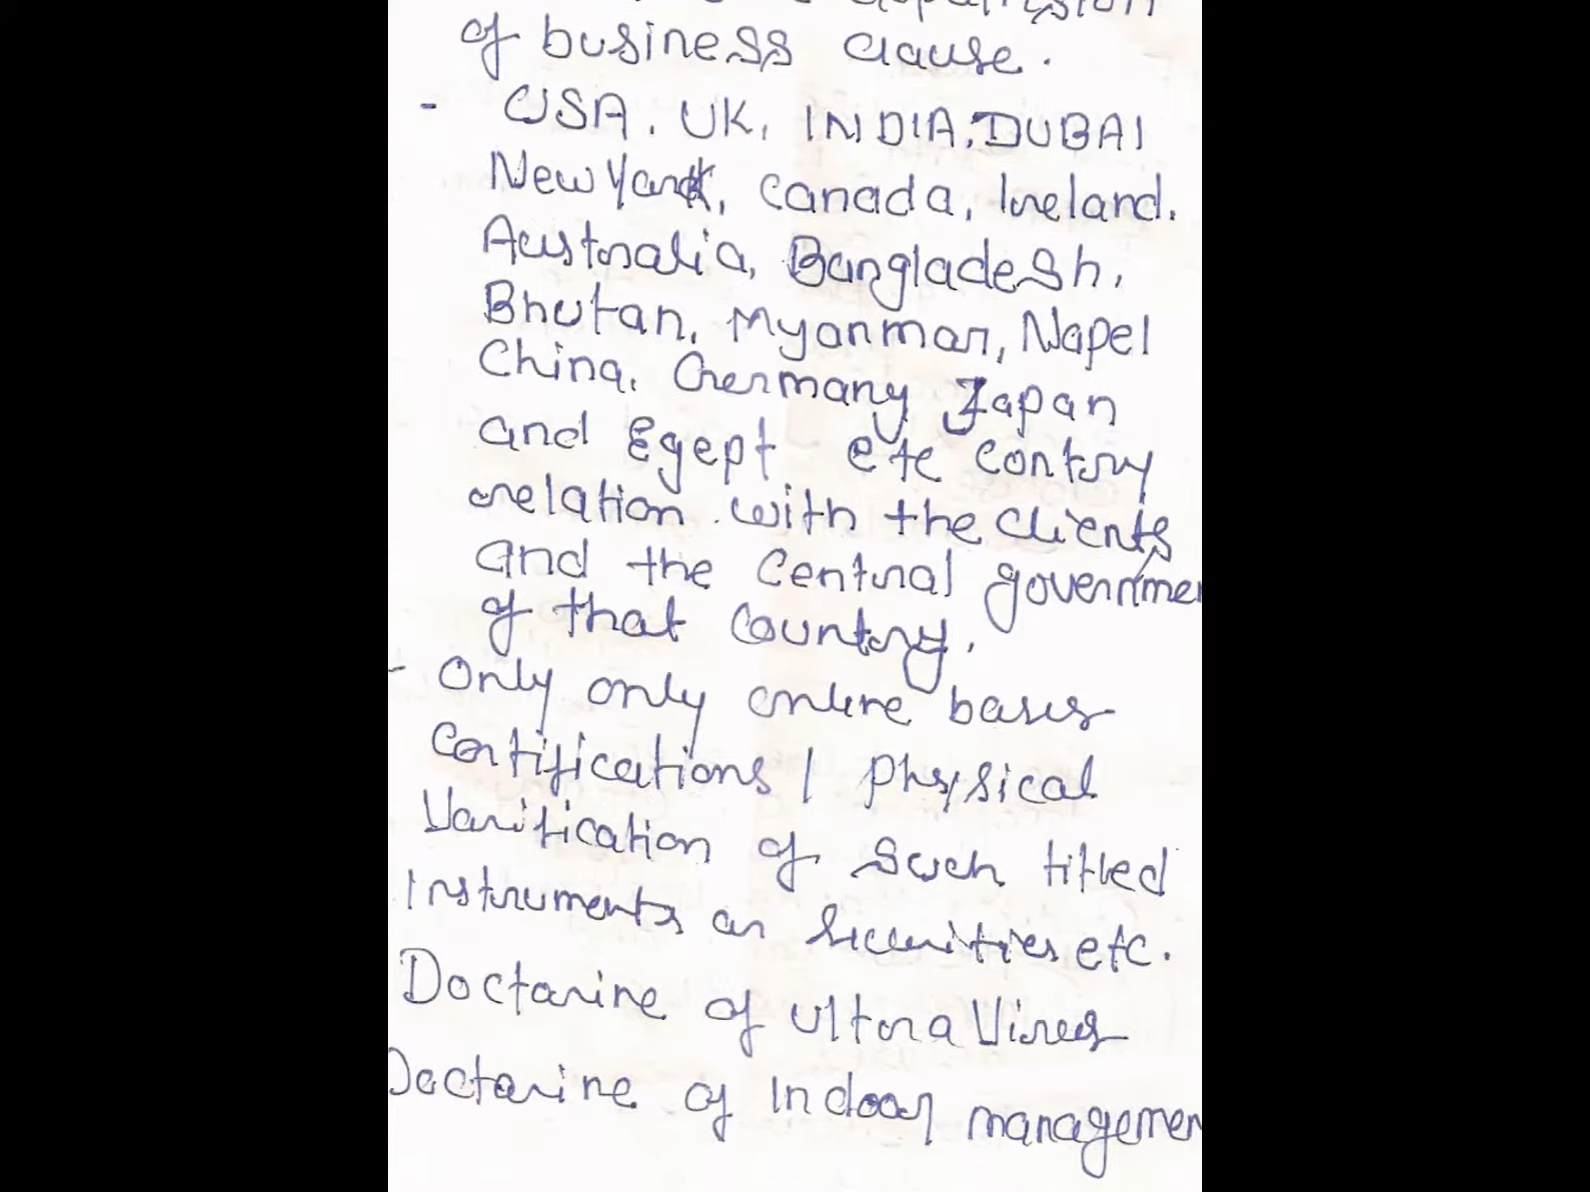 of business clause.
- USA, UK, INDIA, DUBAI
New York, Canada, Ireland.
Australia, Bangladesh,
Bhutan, Myanmar, Napel
China, Germany Japan
and Egept etc contry
relation with the clients
and the central governmen
of that country.
- Only only online basis
certifications / physical
Varification of such titled
Instruments or Securities etc.
Doctarine of ultra Vires
Doctarine of Indoor managemen